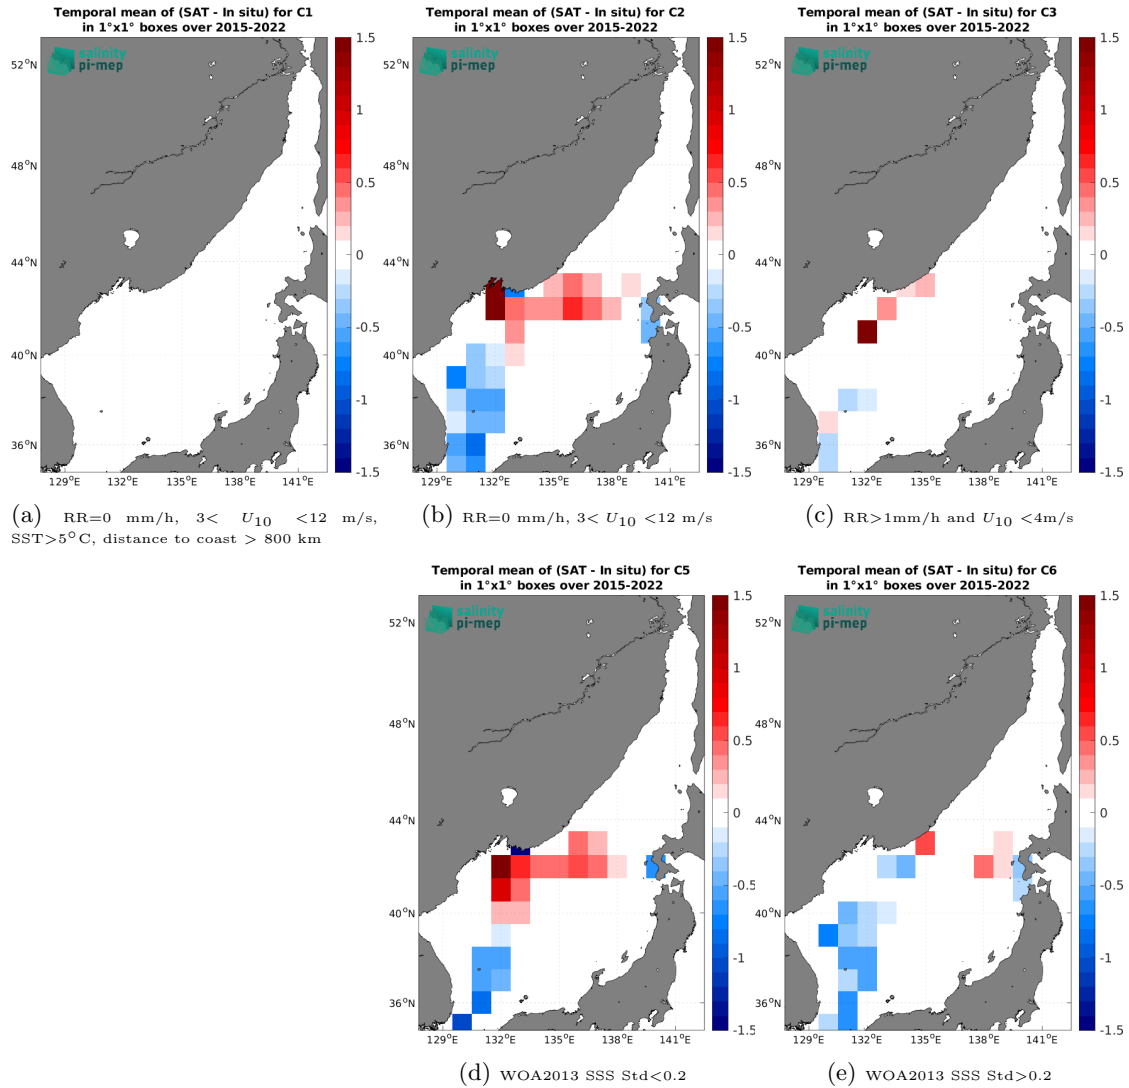 Temporal mean of (SAT - In situ) for C1
in 1°x1° boxes over 2015-2022
salinity
pi-mep
52°N
48°N
44°N
40°N
36°N
129°E 132°E 135°E 138°E 141°E
1.5
1
0.5
0
-0.5
-1
-1.5
(a) RR=0 mm/h, 3< U10 <12 m/s,
SST>5°C, distance to coast > 800 km
Temporal mean of (SAT - In situ) for C2
in 1°x1° boxes over 2015-2022
salinity
pi-mep
52°N
48°N
44°N
40°N
36°N
129°E 132°E 135°E 138°E 141°E
1.5
1
0.5
0
-0.5
-1
-1.5
(b) RR=0 mm/h, 3< U10 <12 m/s
Temporal mean of (SAT - In situ) for C3
in 1°x1° boxes over 2015-2022
salinity
pi-mep
52°N
48°N
44°N
40°N
36°N
129°E 132°E 135°E 138°E 141°E
1.5
1
0.5
0
-0.5
-1
-1.5
(c) RR>1mm/h and U10 <4m/s
Temporal mean of (SAT - In situ) for C5
in 1°x1° boxes over 2015-2022
salinity
pi-mep
52°N
48°N
44°N
40°N
36°N
129°E 132°E 135°E 138°E 141°E
1.5
1
0.5
0
-0.5
-1
-1.5
(d) WOA2013 SSS Std<0.2
Temporal mean of (SAT - In situ) for C6
in 1°x1° boxes over 2015-2022
salinity
pi-mep
52°N
48°N
44°N
40°N
36°N
129°E 132°E 135°E 138°E 141°E
1.5
1
0.5
0
-0.5
-1
-1.5
(e) WOA2013 SSS Std>0.2